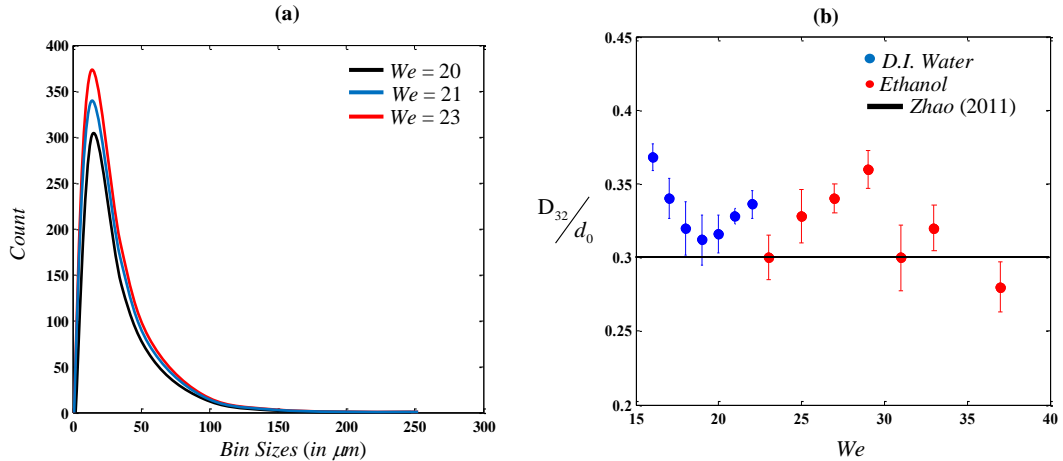 (a)
400
350
300
250
200
150
100
50
0
Count
We = 20
We = 21
We = 23
0 50 100 150 200 250 300
Bin Sizes (in μm)
(b)
0.45
0.4
0.35
0.3
0.25
0.2
D32/d0
D.I. Water
Ethanol
Zhao (2011)
15 20 25 30 35 40
We